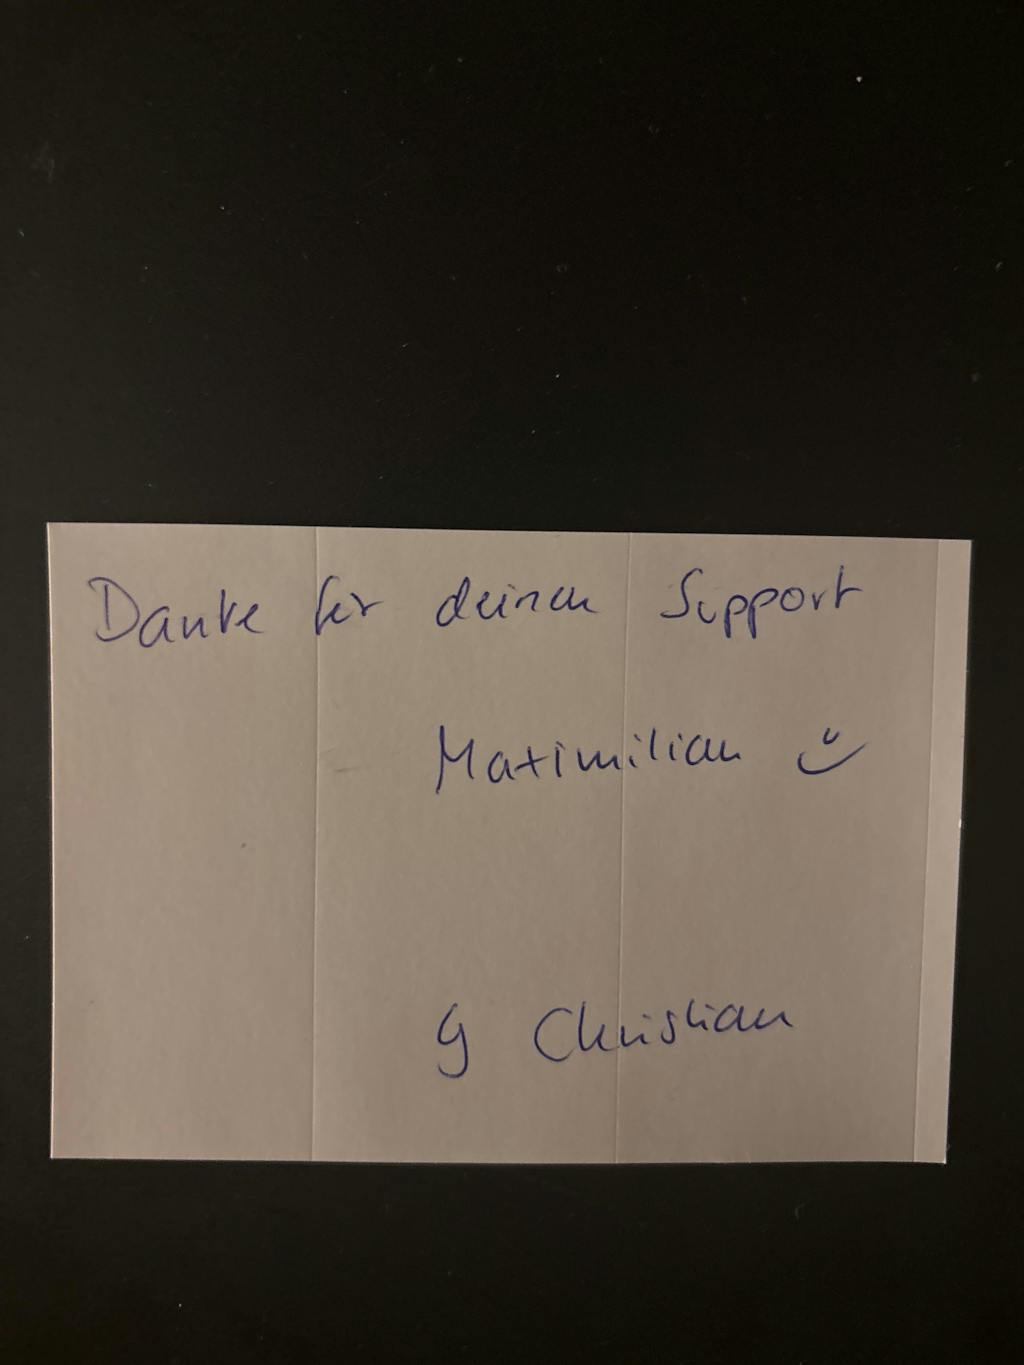 Danke für deinen Support
Maximilian
G Christian